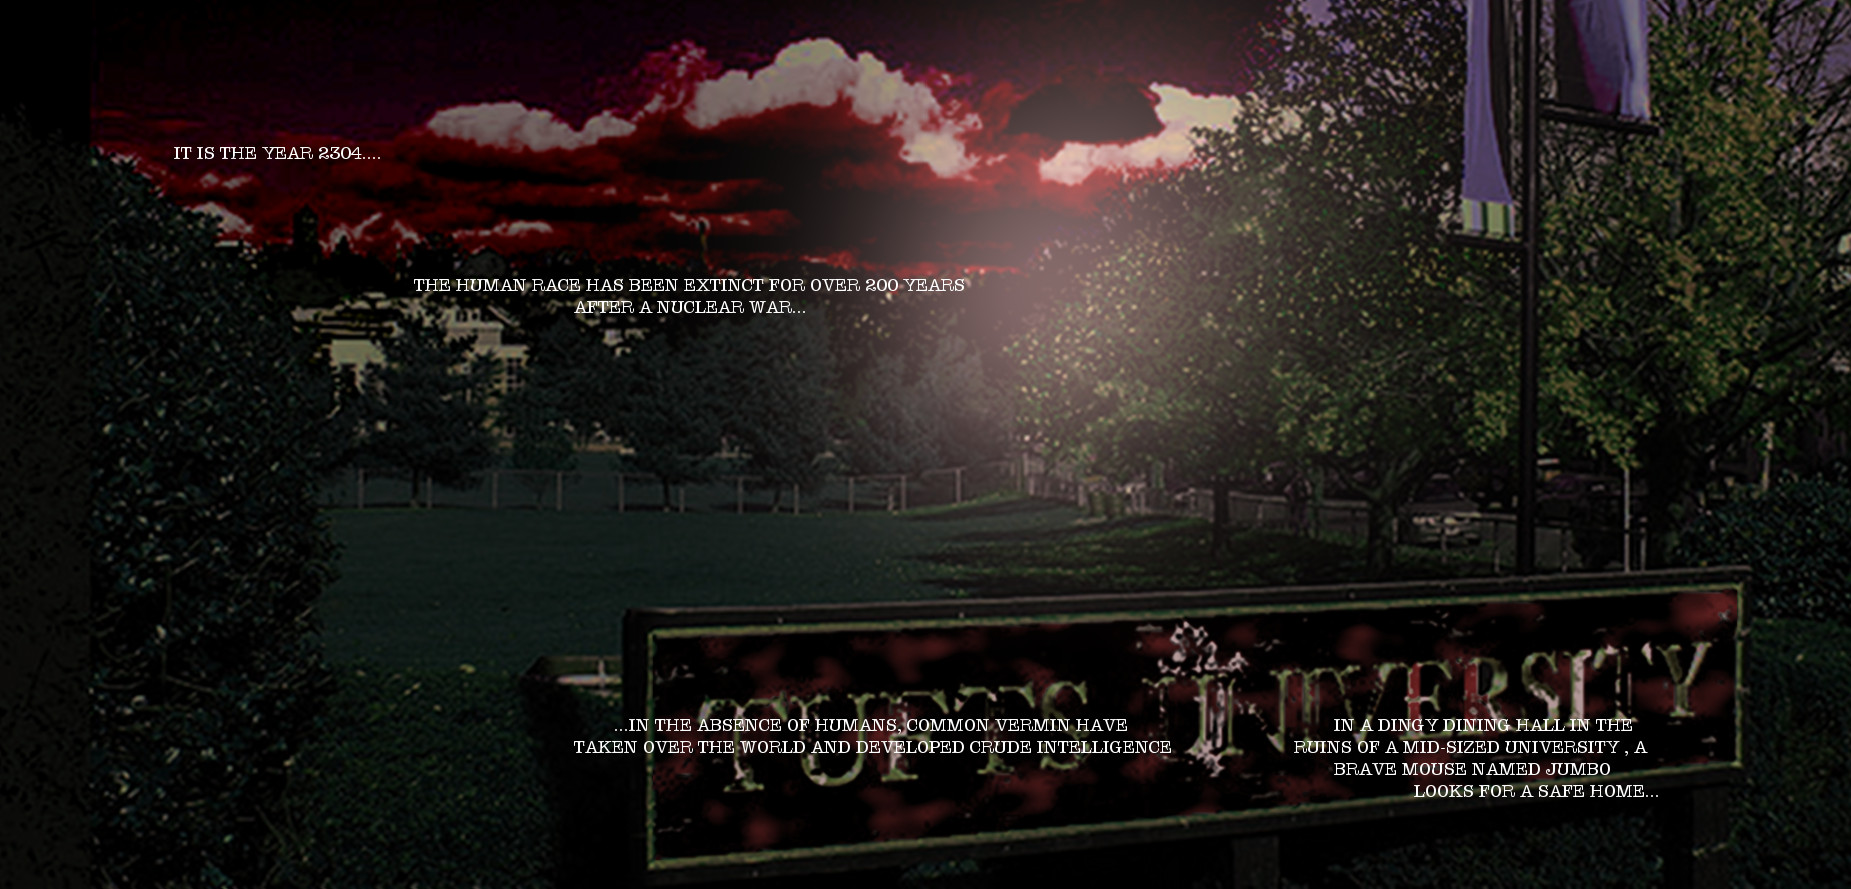 IT IS THE YEAR 2304....
THE HUMAN RACE HAS BEEN EXTINCT FOR OVER 200 YEARS
AFTER A NUCLEAR WAR...
...IN THE ABSENCE OF HUMANS, COMMON VERMIN HAVE
TAKEN OVER THE WORLD AND DEVELOPED CRUDE INTELLIGENCE
IN A DINGY DINING HALL IN THE
RUINS OF A MID-SIZED UNIVERSITY , A
BRAVE MOUSE NAMED JUMBO
LOOKS FOR A SAFE HOME...
TUFTS UNIVERSITY